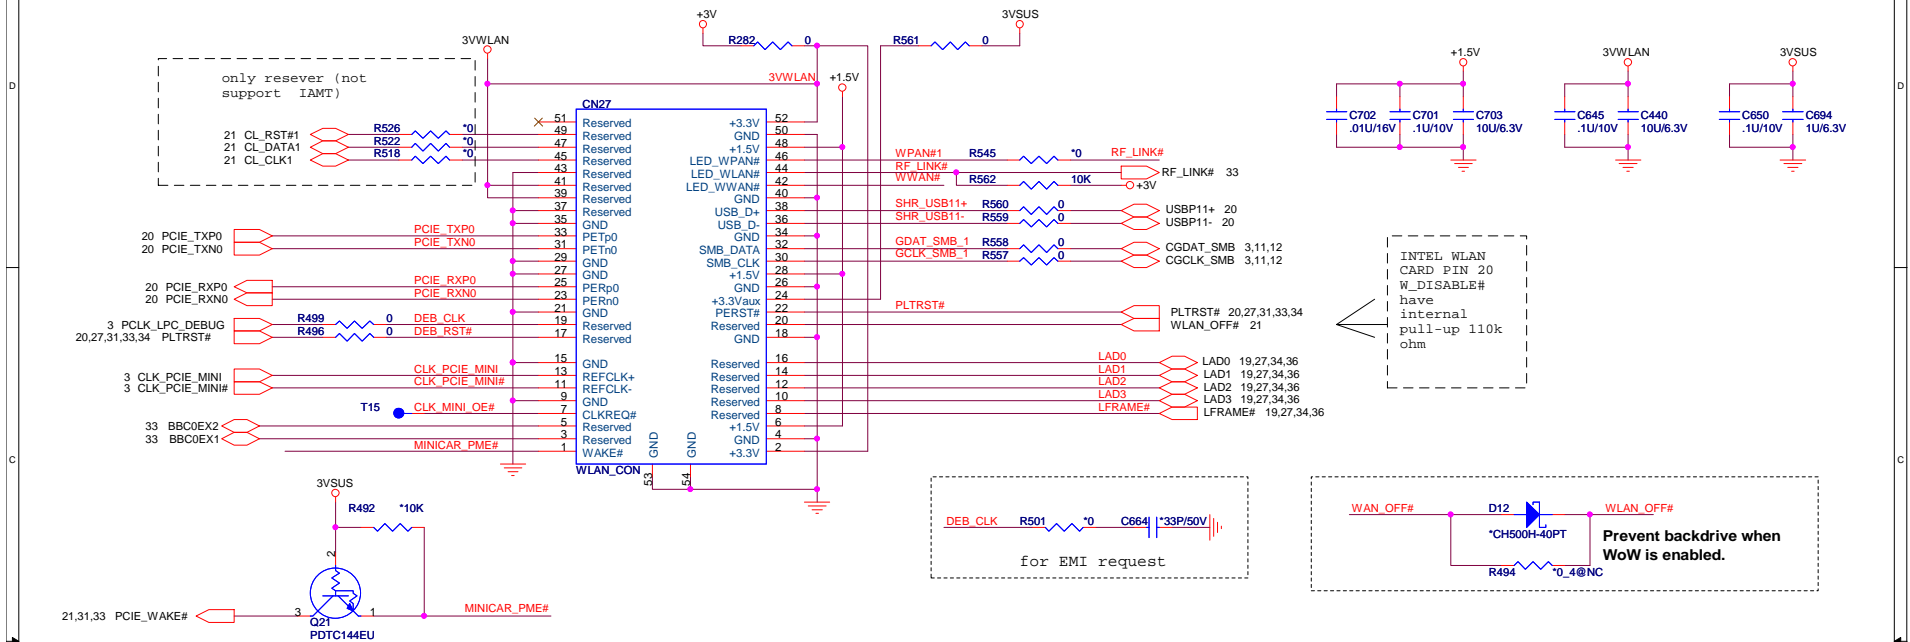 +3V
3VSUS
3VWLAN
R282 0
R561 0
+1.5V
3VWLAN
3VSUS
D
D
only resever (not
support IAMT)
3VWLAN
+1.5V
CN27
C702
.01U/16V
C701
.1U/10V
C703
10U/6.3V
C645
.1U/10V
C440
10U/6.3V
C650
.1U/10V
C694
1U/6.3V
21 CL_RST#1 R526 *0
21 CL_DATA1 R522 *0
21 CL_CLK1 R518 *0
51 Reserved +3.3V 52
49 Reserved GND 50
47 Reserved +1.5V 48
45 Reserved LED_WPAN# 46 WPAN#1 R545 *0 RF_LINK#
43 Reserved LED_WLAN# 44 RF_LINK# RF_LINK# 33
41 Reserved LED_WWAN# 42 WWAN# R562 10K +3V
39 Reserved GND 40
37 Reserved USB_D+ 38 SHR_USB11+ R560 0 USBP11+ 20
35 GND USB_D- 36 SHR_USB11- R559 0 USBP11- 20
20 PCIE_TXP0 PCIE_TXP0 33 PETp0 GND 34
20 PCIE_TXN0 PCIE_TXN0 31 PETn0 SMB_DATA 32 GDAT_SMB_1 R558 0 CGDAT_SMB 3,11,12
29 GND SMB_CLK 30 GCLK_SMB_1 R557 0 CGCLK_SMB 3,11,12
27 GND +1.5V 28
20 PCIE_RXP0 PCIE_RXP0 25 PERp0 GND 26
20 PCIE_RXN0 PCIE_RXN0 23 PERn0 +3.3Vaux 24
21 GND PERST# 22 PLTRST# PLTRST# 20,27,31,33,34
3 PCLK_LPC_DEBUG R499 0 DEB_CLK 19 Reserved Reserved 20 WLAN_OFF# 21
20,27,31,33,34 PLTRST# R496 0 DEB_RST# 17 Reserved GND 18
15 GND Reserved 16 LAD0 LAD0 19,27,34,36
3 CLK_PCIE_MINI CLK_PCIE_MINI 13 REFCLK+ Reserved 14 LAD1 LAD1 19,27,34,36
3 CLK_PCIE_MINI# CLK_PCIE_MINI# 11 REFCLK- Reserved 12 LAD2 LAD2 19,27,34,36
9 GND Reserved 10 LAD3 LAD3 19,27,34,36
T15 CLK_MINI_OE# 7 CLKREQ# Reserved 8 LFRAME# LFRAME# 19,27,34,36
33 BBC0EX2 5 Reserved +1.5V 6
33 BBC0EX1 3 Reserved GND 4
MINICAR_PME# 1 WAKE# +3.3V 2
GND GND
WLAN_CON
53 54
INTEL WLAN
CARD PIN 20
W_DISABLE#
have
internal
pull-up 110k
ohm
C
C
3VSUS
R492 *10K
2
3 1
Q21
PDTC144EU
21,31,33 PCIE_WAKE#
MINICAR_PME#
DEB_CLK R501 *0 C664 *33P/50V
for EMI request
WAN_OFF# D12 WLAN_OFF#
*CH500H-40PT
Prevent backdrive when
WoW is enabled.
R494 *0_4@NC